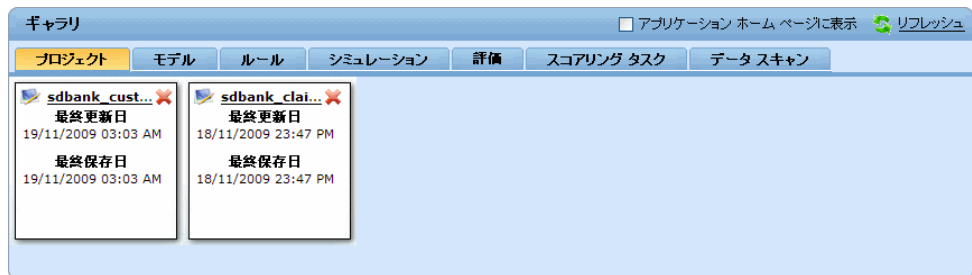 ギャラリ
アプリケーション ホーム ページに表示 リフレッシュ
プロジェクト モデル ルール シミュレーション 評価 スコアリング タスク データ スキャン
sdbank_cust...
最終更新日
19/11/2009 03:03 AM
最終保存日
19/11/2009 03:03 AM
sdbank_clai...
最終更新日
18/11/2009 23:47 PM
最終保存日
18/11/2009 23:47 PM